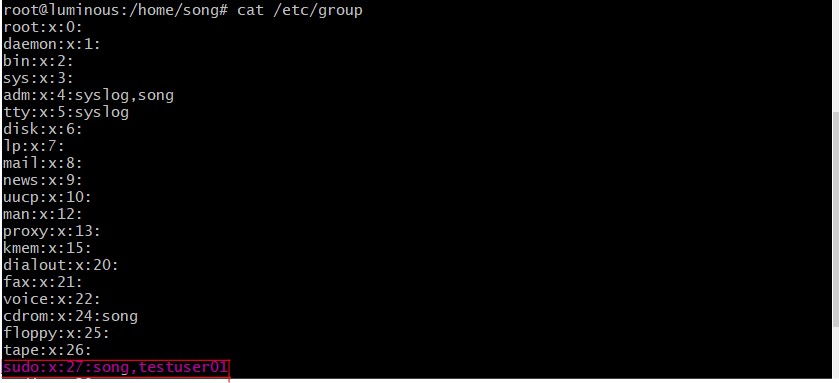 root@luminous:/home/song# cat /etc/group
root:x:0:
daemon:x:1:
bin:x:2:
sys:x:3:
adm:x:4:syslog,song
tty:x:5:syslog
disk:x:6:
lp:x:7:
mail:x:8:
news:x:9:
uucp:x:10:
man:x:12:
proxy:x:13:
kmem:x:15:
dialout:x:20:
fax:x:21:
voice:x:22:
cdrom:x:24:song
floppy:x:25:
tape:x:26:
sudo:x:27:song,testuser01